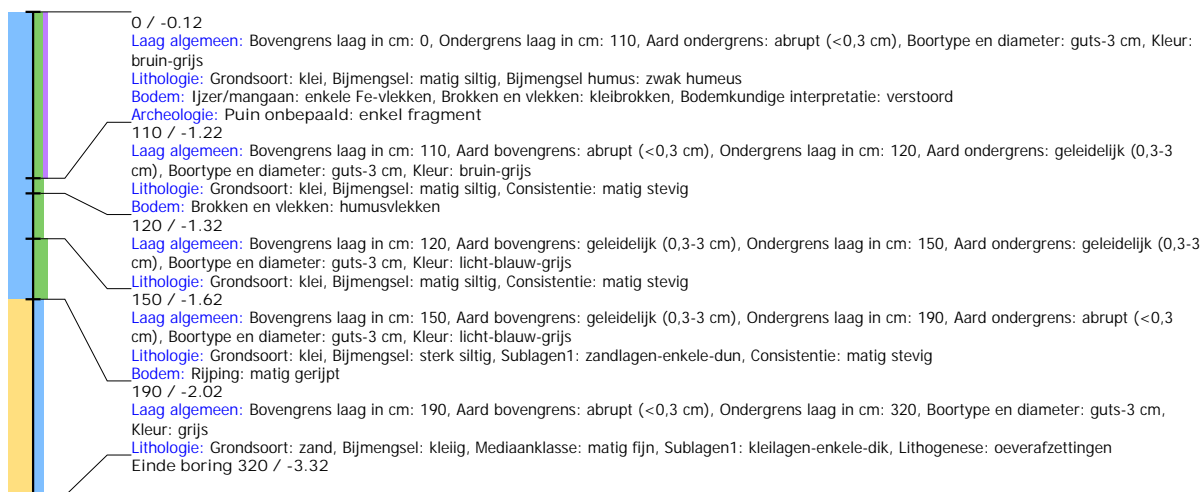 0 / -0.12
Laag algemeen: Bovengrens laag in cm: 0, Ondergrens laag in cm: 110, Aard ondergrens: abrupt (<0,3 cm), Boortype en diameter: guts-3 cm, Kleur:
bruin-grijs
Lithologie: Grondsoort: klei, Bijmengsel: matig siltig, Bijmengsel humus: zwak humeus
Bodem: Ijzer/mangaan: enkele Fe-vlekken, Brokken en vlekken: kleibrokken, Bodemkundige interpretatie: verstoord
Archeologie: Puin onbepaald: enkel fragment
110 / -1.22
Laag algemeen: Bovengrens laag in cm: 110, Aard bovengrens: abrupt (<0,3 cm), Ondergrens laag in cm: 120, Aard ondergrens: geleidelijk (0,3-3
cm), Boortype en diameter: guts-3 cm, Kleur: bruin-grijs
Lithologie: Grondsoort: klei, Bijmengsel: matig siltig, Consistentie: matig stevig
Bodem: Brokken en vlekken: humusvlekken
120 / -1.32
Laag algemeen: Bovengrens laag in cm: 120, Aard bovengrens: geleidelijk (0,3-3 cm), Ondergrens laag in cm: 150, Aard ondergrens: geleidelijk (0,3-3
cm), Boortype en diameter: guts-3 cm, Kleur: licht-blauw-grijs
Lithologie: Grondsoort: klei, Bijmengsel: matig siltig, Consistentie: matig stevig
150 / -1.62
Laag algemeen: Bovengrens laag in cm: 150, Aard bovengrens: geleidelijk (0,3-3 cm), Ondergrens laag in cm: 190, Aard ondergrens: abrupt (<0,3
cm), Boortype en diameter: guts-3 cm, Kleur: licht-blauw-grijs
Lithologie: Grondsoort: klei, Bijmengsel: sterk siltig, Sublagen1: zandlagen-enkele-dun, Consistentie: matig stevig
Bodem: Rijping: matig gerijpt
190 / -2.02
Laag algemeen: Bovengrens laag in cm: 190, Aard bovengrens: abrupt (<0,3 cm), Ondergrens laag in cm: 320, Boortype en diameter: guts-3 cm,
Kleur: grijs
Lithologie: Grondsoort: zand, Bijmengsel: kleiig, Mediaanklasse: matig fijn, Sublagen1: kleilagen-enkele-dik, Lithogenese: oeverafzettingen
Einde boring 320 / -3.32